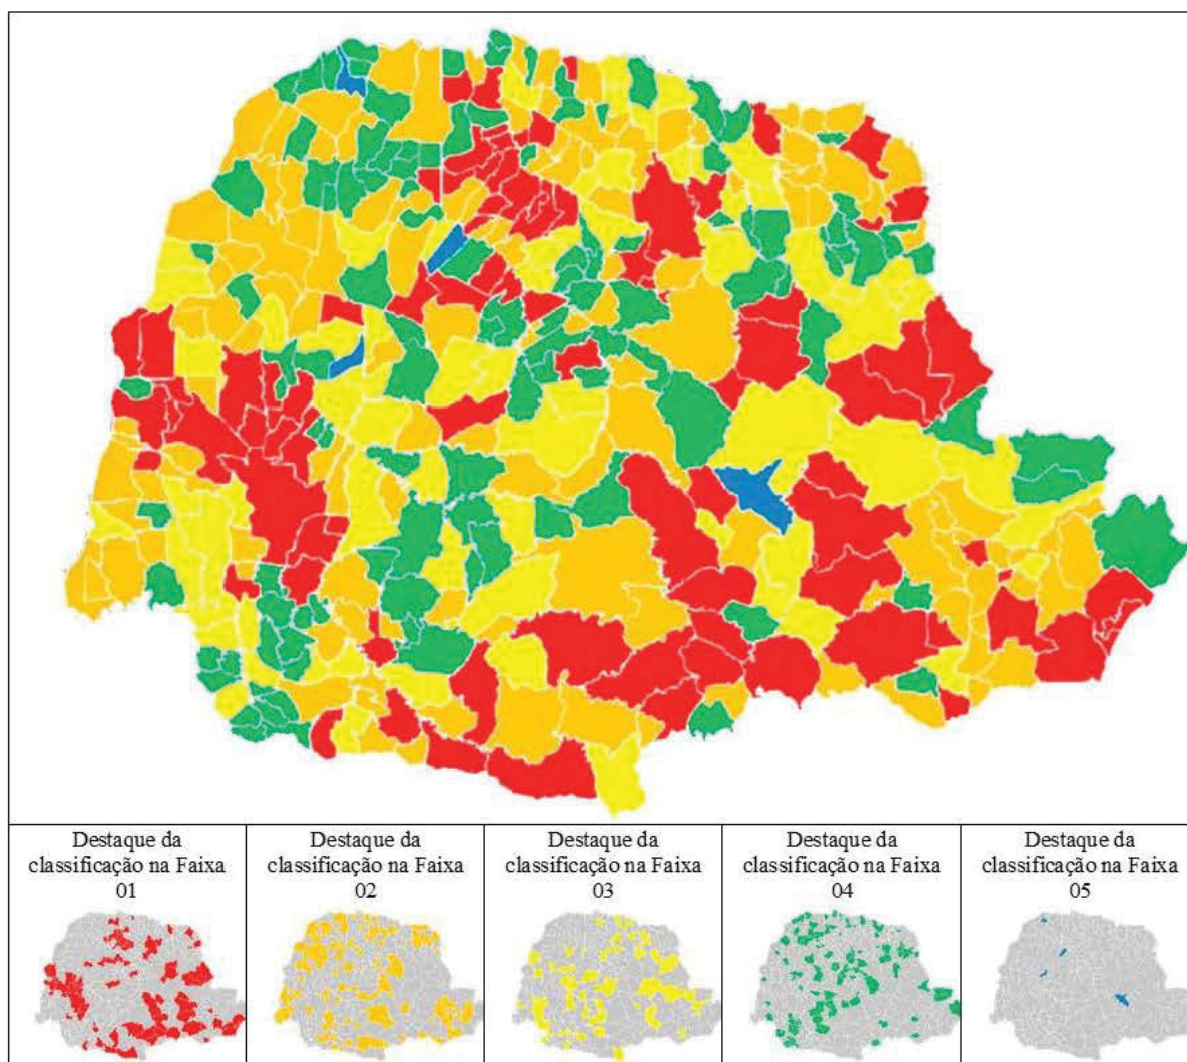 Destaque da
classificação na Faixa
01
Destaque da
classificação na Faixa
02
Destaque da
classificação na Faixa
03
Destaque da
classificação na Faixa
04
Destaque da
classificação na Faixa
05